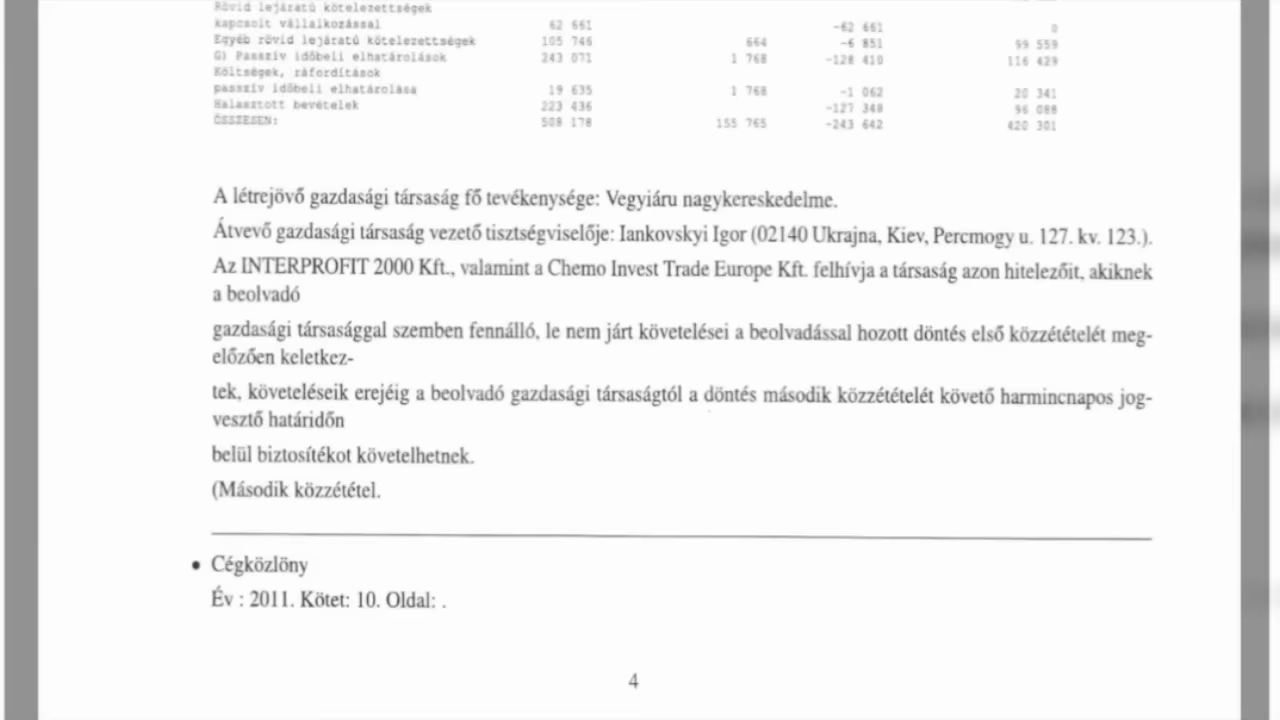 Rövid lejáratú kötelezettségek
kapcsolt vállalkozással 62 661 -62 661 0
Egyéb rövid lejáratú kötelezettségek 105 746 664 -6 851 99 559
G) Passzív időbeli elhatárolások 243 071 1 768 -128 410 116 429
Költségek, ráfordítások
passzív időbeli elhatárolása 19 635 1 768 -1 062 20 341
Halasztott bevételek 223 436 -127 348 96 088
ÖSSZESEN: 508 178 155 765 -243 642 420 301
A létrejövő gazdasági társaság fő tevékenysége: Vegyiáru nagykereskedelme.
Átvevő gazdasági társaság vezető tisztségviselője: Iankovskyi Igor (02140 Ukrajna, Kiev, Percmogy u. 127. kv. 123.).
Az INTERPROFIT 2000 Kft., valamint a Chemo Invest Trade Europe Kft. felhívja a társaság azon hitelezőit, akiknek
a beolvadó
gazdasági társasággal szemben fennálló, le nem járt követelései a beolvadással hozott döntés első közzétételét meg-
előzően keletkez-
tek, követeléseik erejéig a beolvadó gazdasági társaságtól a döntés második közzétételét követő harmincnapos jog-
vesztő határidőn
belül biztosítékot követelhetnek.
(Második közzététel.
• Cégközlöny
Év : 2011. Kötet: 10. Oldal: .
4